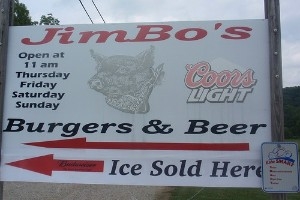 JimBo's
Open at
11 am
Thursday
Friday
Saturday
Sunday
Coors
LIGHT
Burgers & Beer
Ice Sold Here